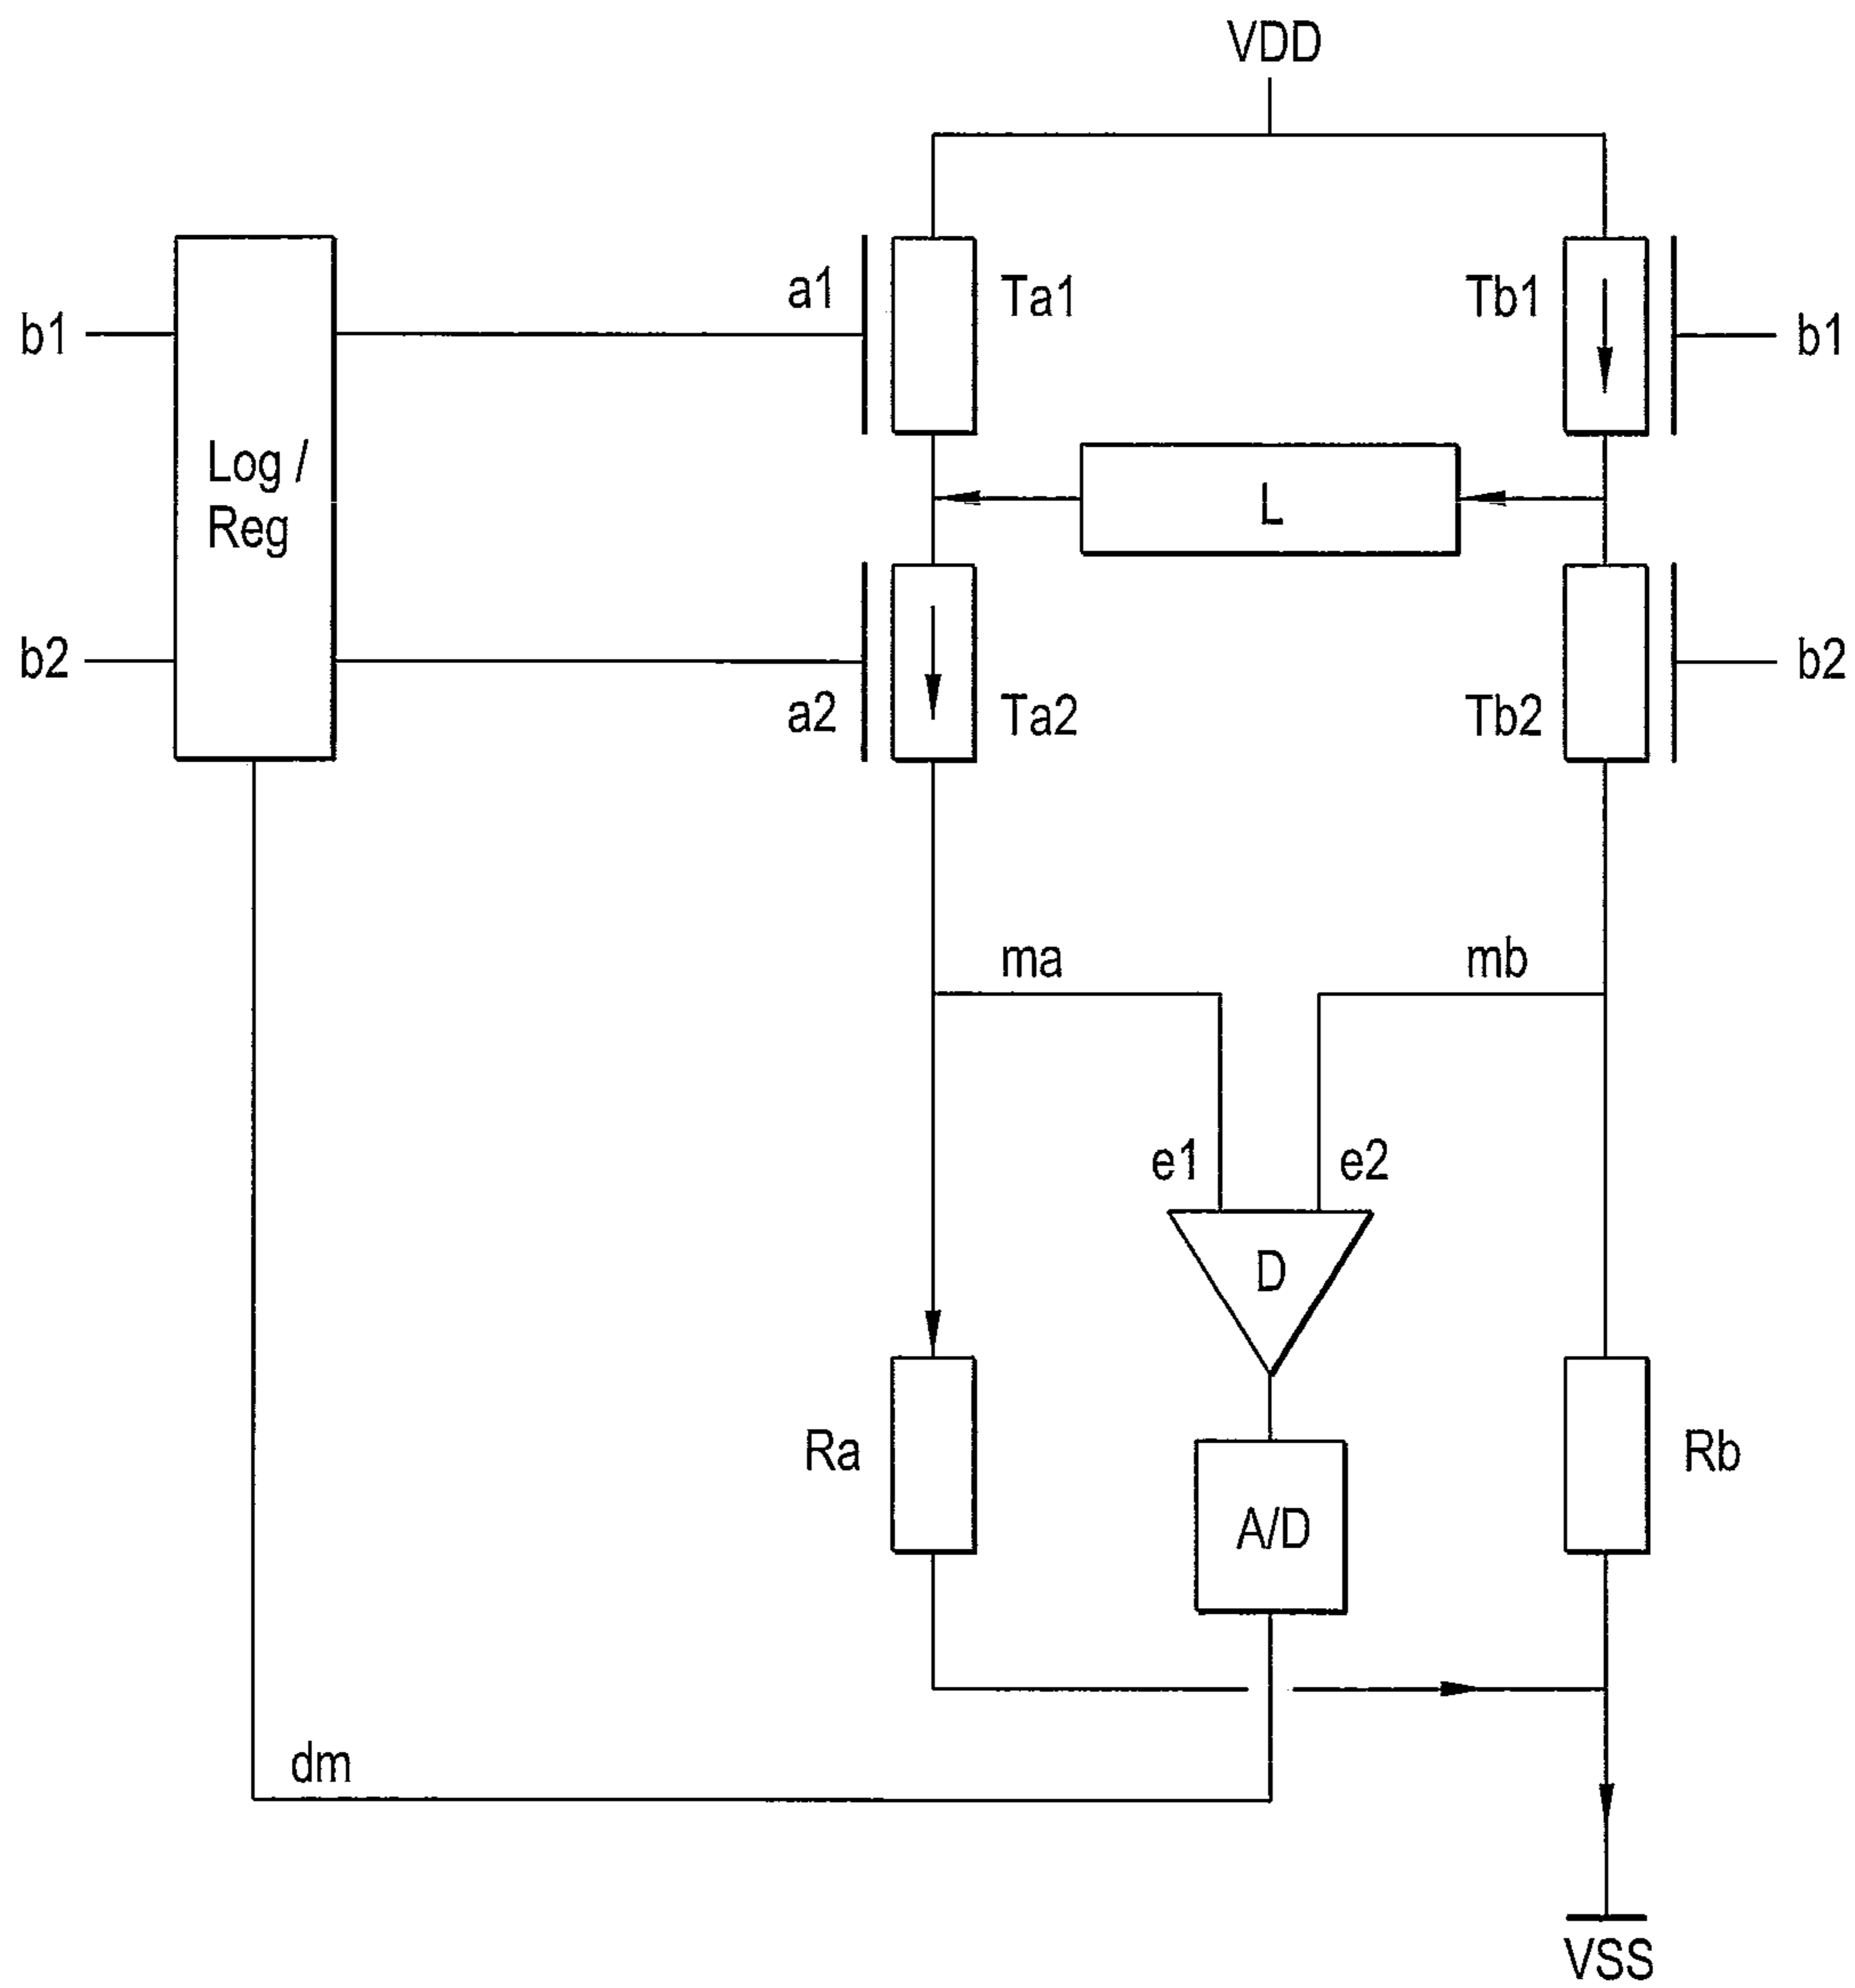 VDD
a1
Ta1
Tb1
b1
b1
Log /
Reg
L
b2
b2
a2
Ta2
Tb2
ma
mb
e1
e2
D
Ra
Rb
A/D
dm
VSS